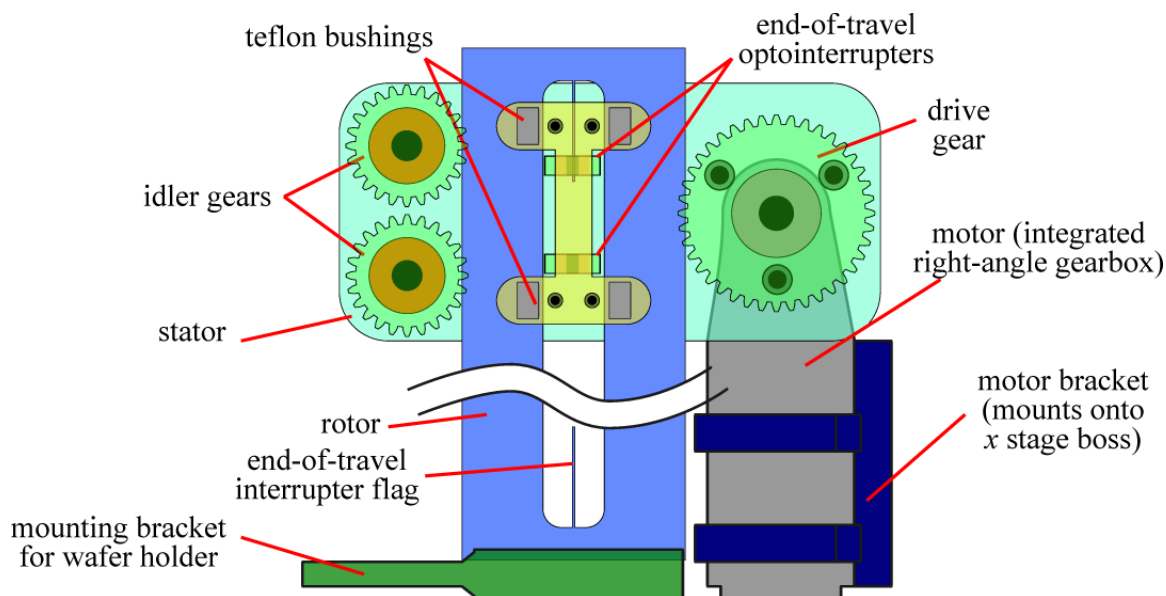 teflon bushings
end-of-travel
optointerrupters
drive
gear
idler gears
motor (integrated
right-angle gearbox)
stator
motor bracket
(mounts onto
x stage boss)
rotor
end-of-travel
interrupter flag
mounting bracket
for wafer holder